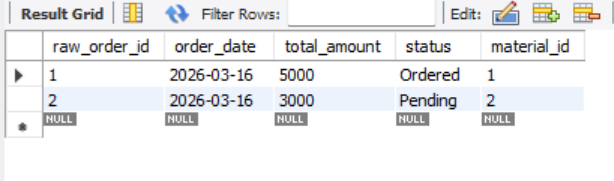 Result Grid Filter Rows: Edit:
raw_order_id order_date total_amount status material_id
1 2026-03-16 5000 Ordered 1
2 2026-03-16 3000 Pending 2
NULL NULL NULL NULL NULL